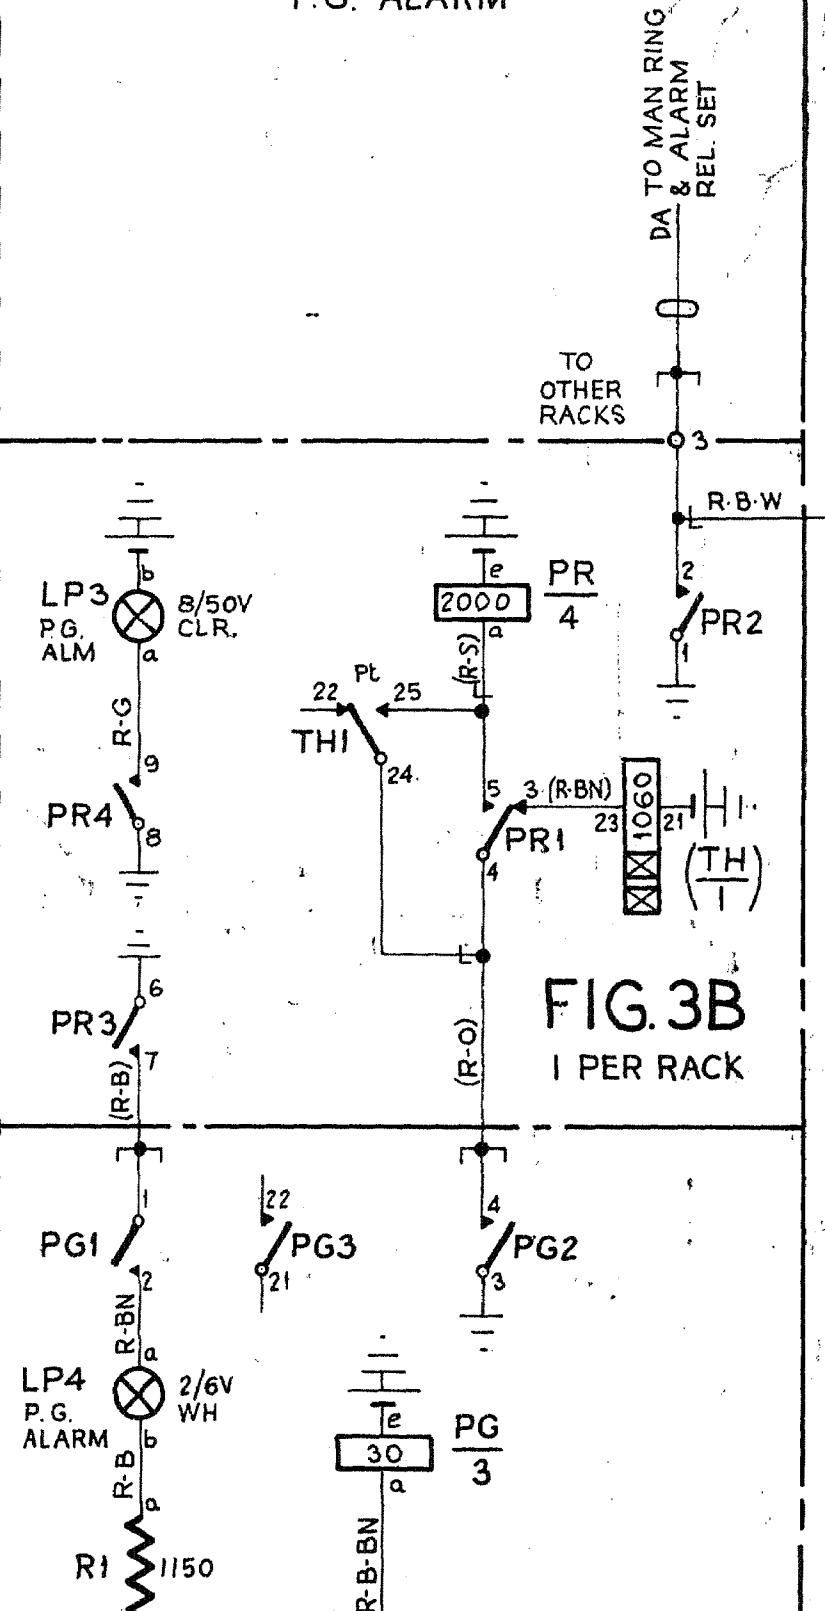 P.G. ALARM
DA TO MAN RING
& ALARM
REL. SET
TO
OTHER
RACKS
3
R·B·W
b
LP3
8/50V
P.G.
CLR.
ALM
a
R-G
9
PR4
8
e
PR
2000
4
a
(R-S)
2
PR2
1
Pt
22
25
TH1
24
5
3
(R·BN)
23
1060
21
PR1
4
(TH
1)
6
PR3
7
(R-B)
(R-O)
FIG. 3B
1 PER RACK
1
PG1
2
22
PG3
21
4
PG2
3
R-BN
a
LP4
2/6V
P.G.
WH
ALARM
b
R-B
a
R1
1150
e
PG
30
3
a
R-B-BN